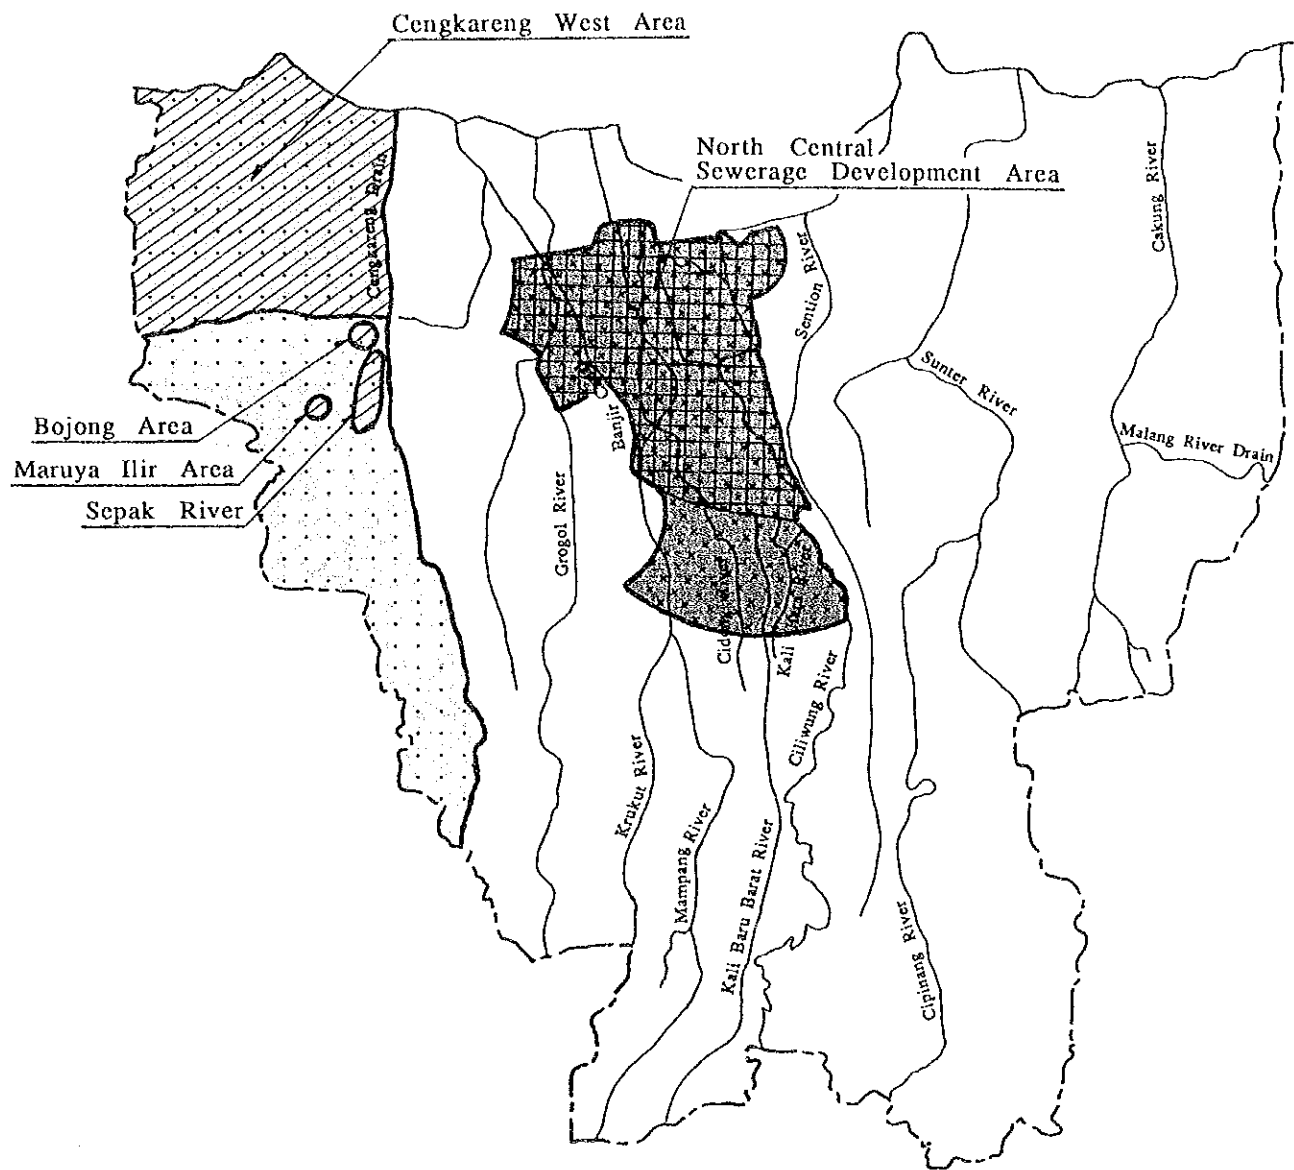 Cengkareng West Area
North Central
Sewerage Development Area
Cengkareng Drain
Cakung River
Sention River
Sunter River
Malang River Drain
Bojong Area
Maruya Ilir Area
Sepak River
Banjir
Grogol River
Kali
River
Ciliwung River
Krukut River
Mampang River
Kali Baru Barat River
Cipinang River